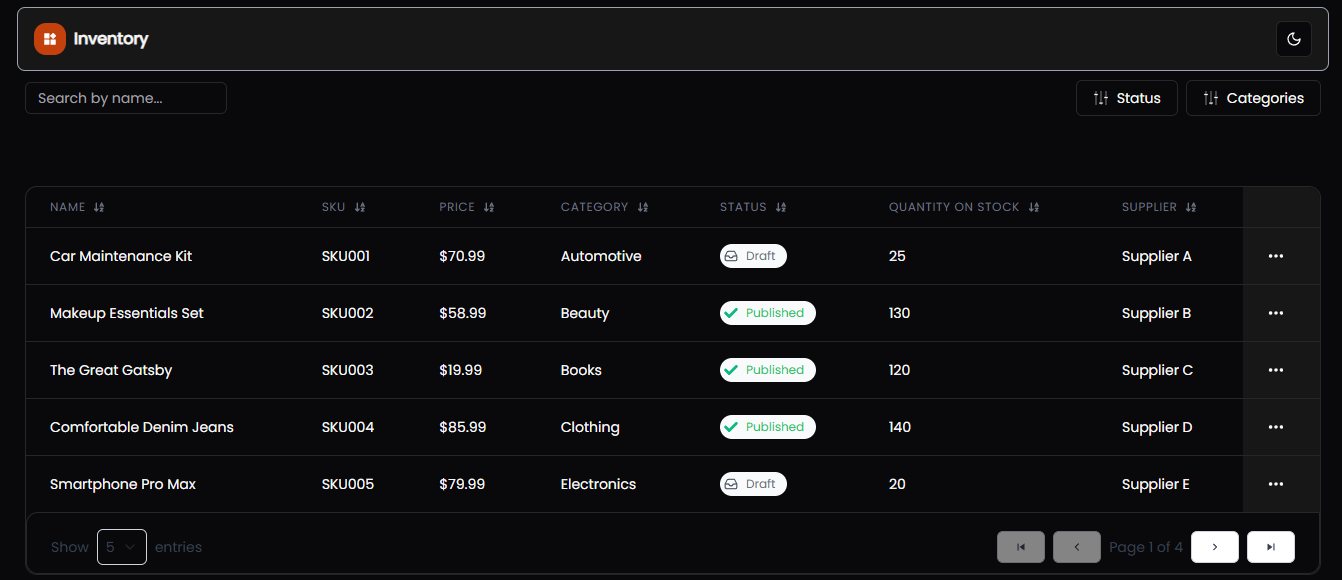 Inventory
Search by name... Status Categories
NAME SKU PRICE CATEGORY STATUS QUANTITY ON STOCK SUPPLIER
Car Maintenance Kit SKU001 $70.99 Automotive Draft 25 Supplier A
Makeup Essentials Set SKU002 $58.99 Beauty Published 130 Supplier B
The Great Gatsby SKU003 $19.99 Books Published 120 Supplier C
Comfortable Denim Jeans SKU004 $85.99 Clothing Published 140 Supplier D
Smartphone Pro Max SKU005 $79.99 Electronics Draft 20 Supplier E
Show 5 entries Page 1 of 4